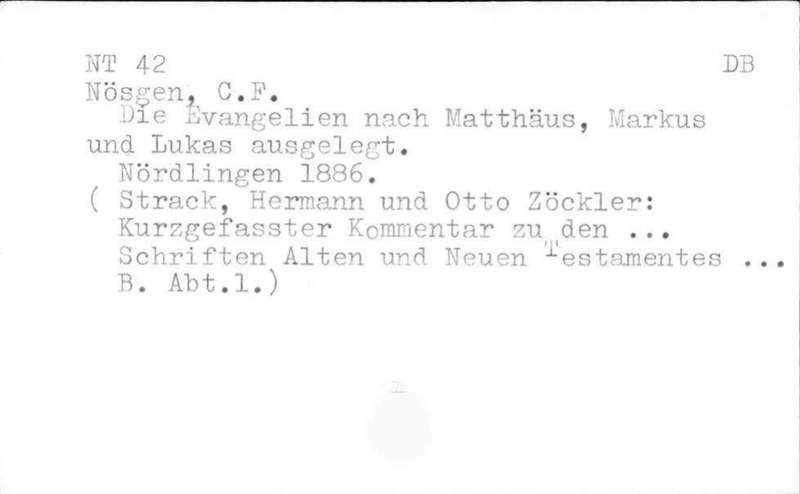 NT 42 DB
Nösgen, C.F.
Die Evangelien nach Matthäus, Markus
und Lukas ausgelegt.
Nördlingen 1886.
( Strack, Hermann und Otto Zöckler:
Kurzgefasster Kommentar zu den ...
Schriften Alten und Neuen Testamentes ...
B. Abt.1.)